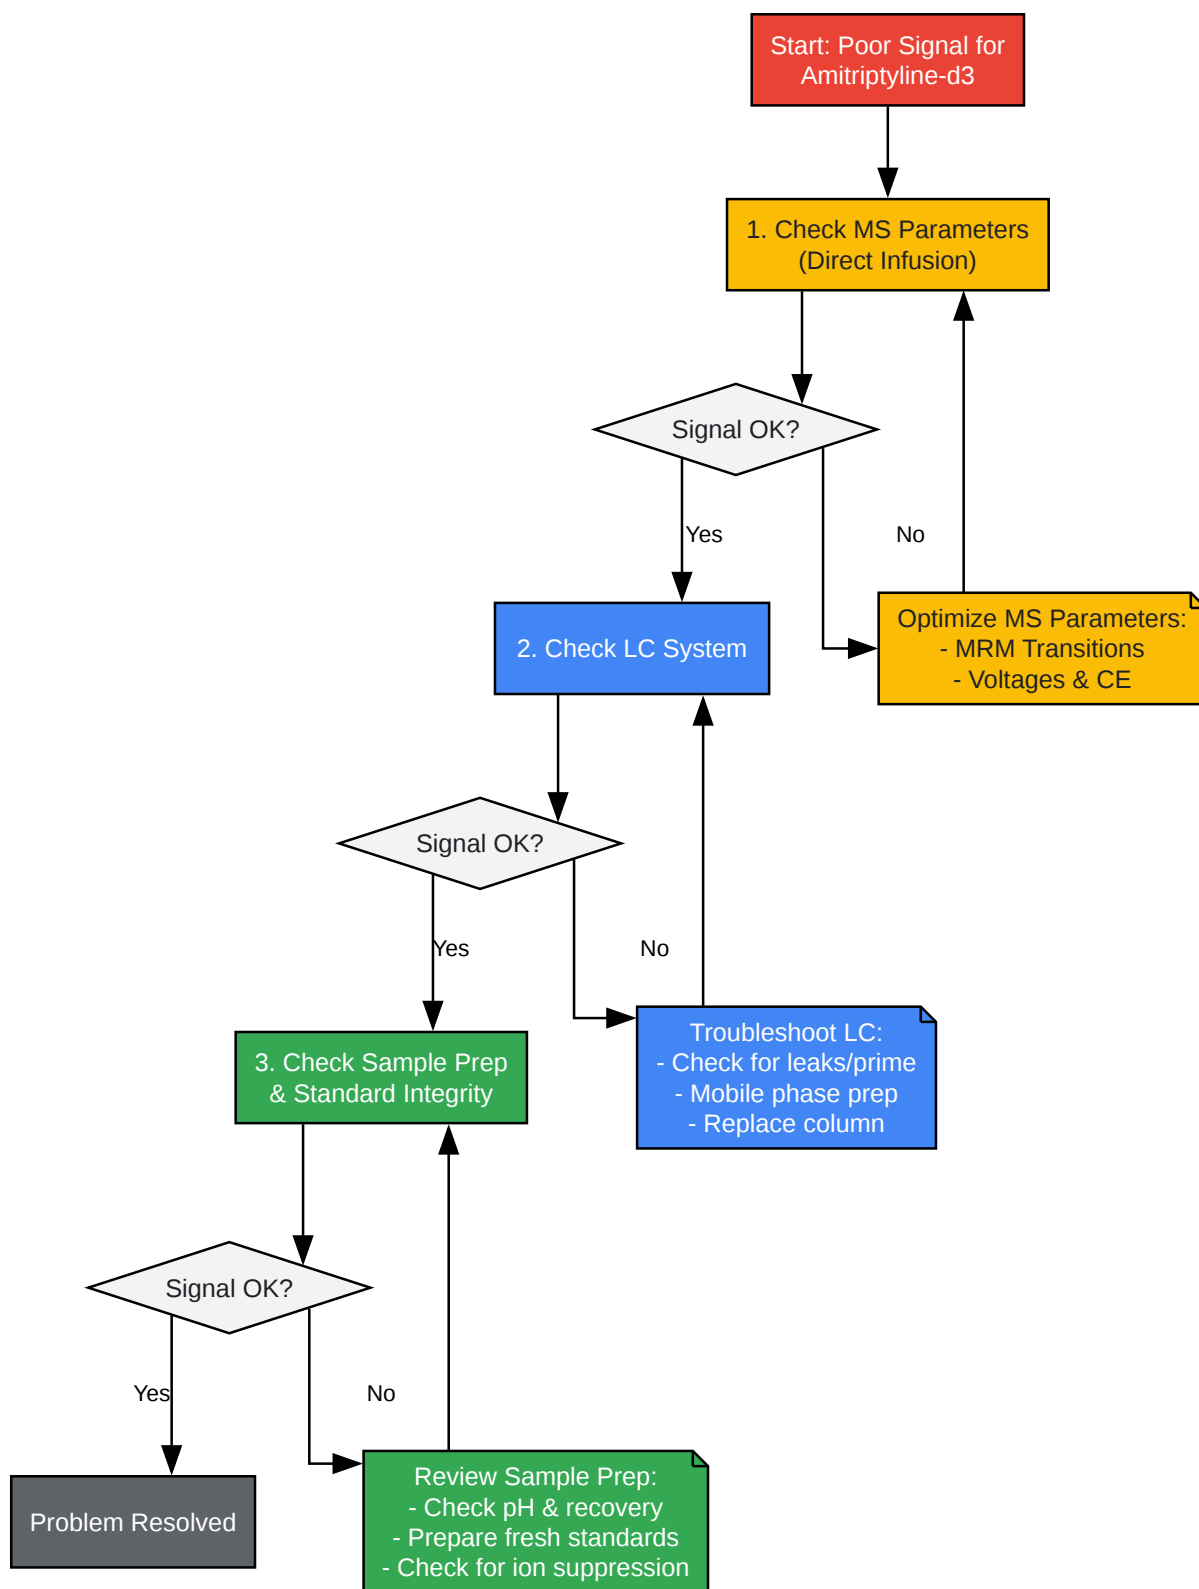 Start: Poor Signal for
Amitriptyline-d3
1. Check MS Parameters
(Direct Infusion)
Signal OK?
Yes
No
Optimize MS Parameters:
- MRM Transitions
- Voltages & CE
2. Check LC System
Signal OK?
Yes
No
Troubleshoot LC:
- Check for leaks/prime
- Mobile phase prep
- Replace column
3. Check Sample Prep
& Standard Integrity
Signal OK?
Yes
No
Review Sample Prep:
- Check pH & recovery
- Prepare fresh standards
- Check for ion suppression
Problem Resolved